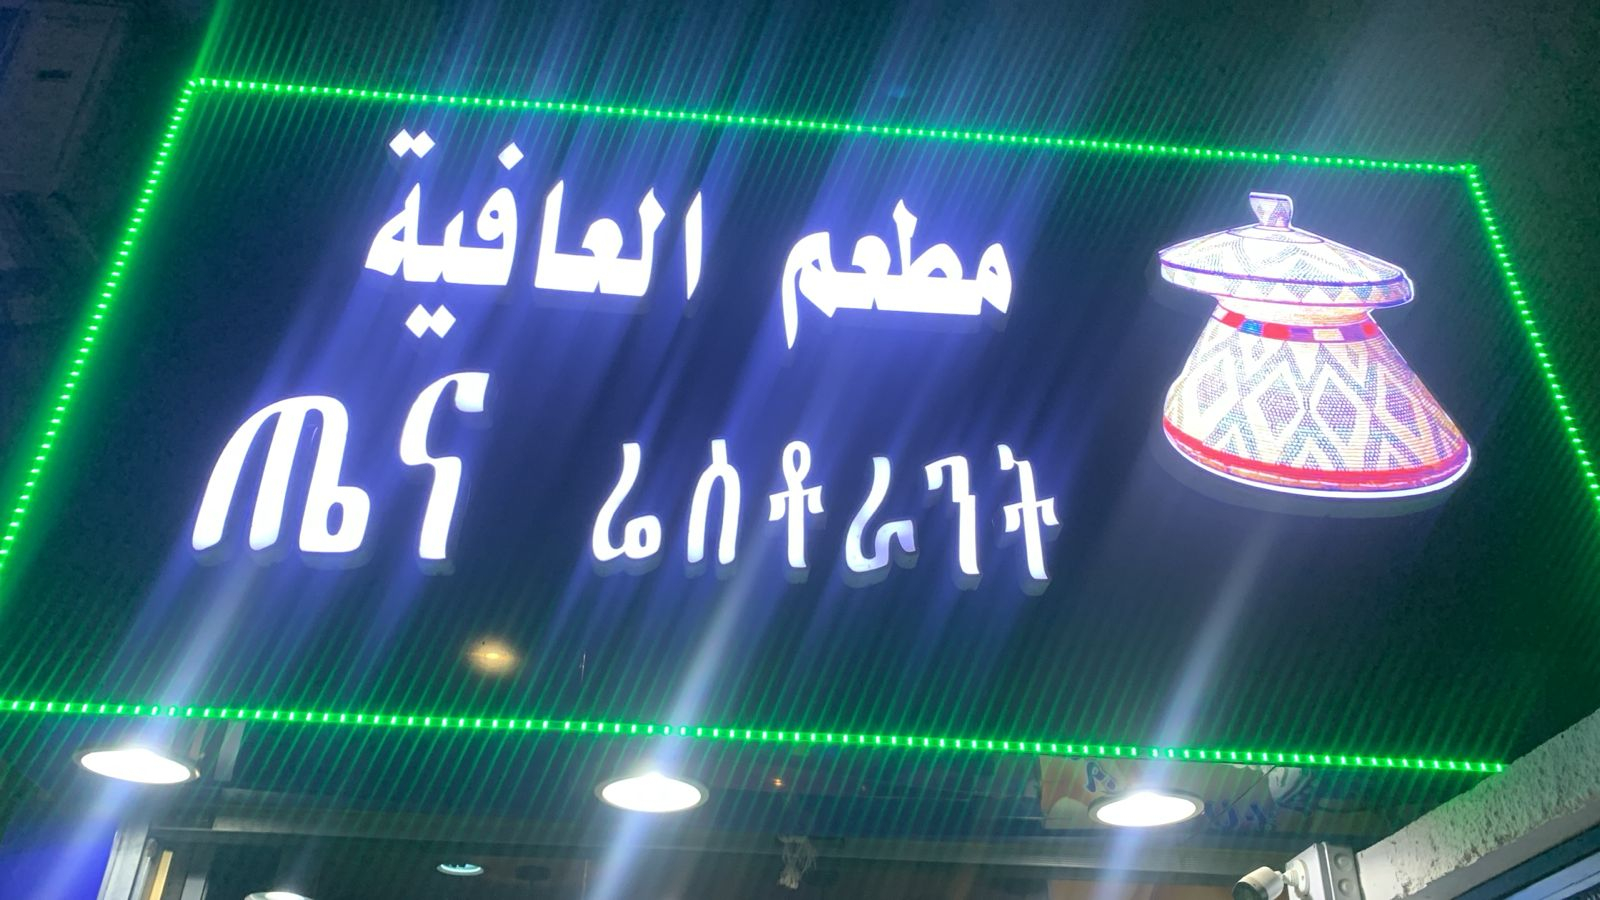 مطعم العافية
ጤና ሬስቶራንት